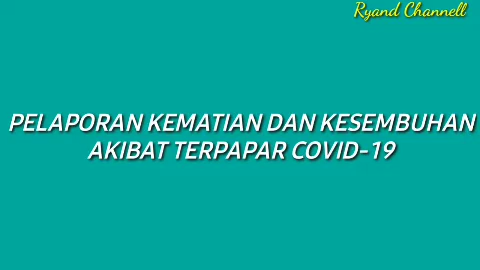 Ryand Channell
PELAPORAN KEMATIAN DAN KESEMBUHAN
AKIBAT TERPAPAR COVID-19